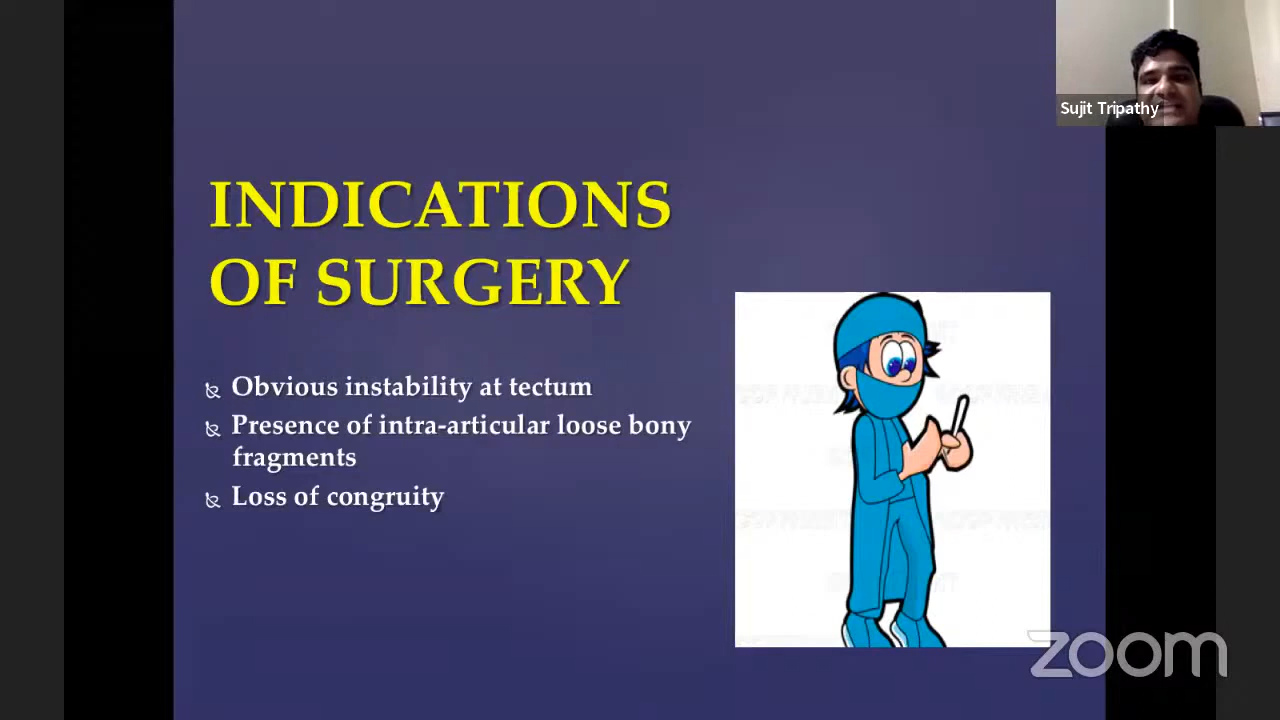 Sujit Tripathy
INDICATIONS
OF SURGERY
Obvious instability at tectum
Presence of intra-articular loose bony
fragments
Loss of congruity
zoom